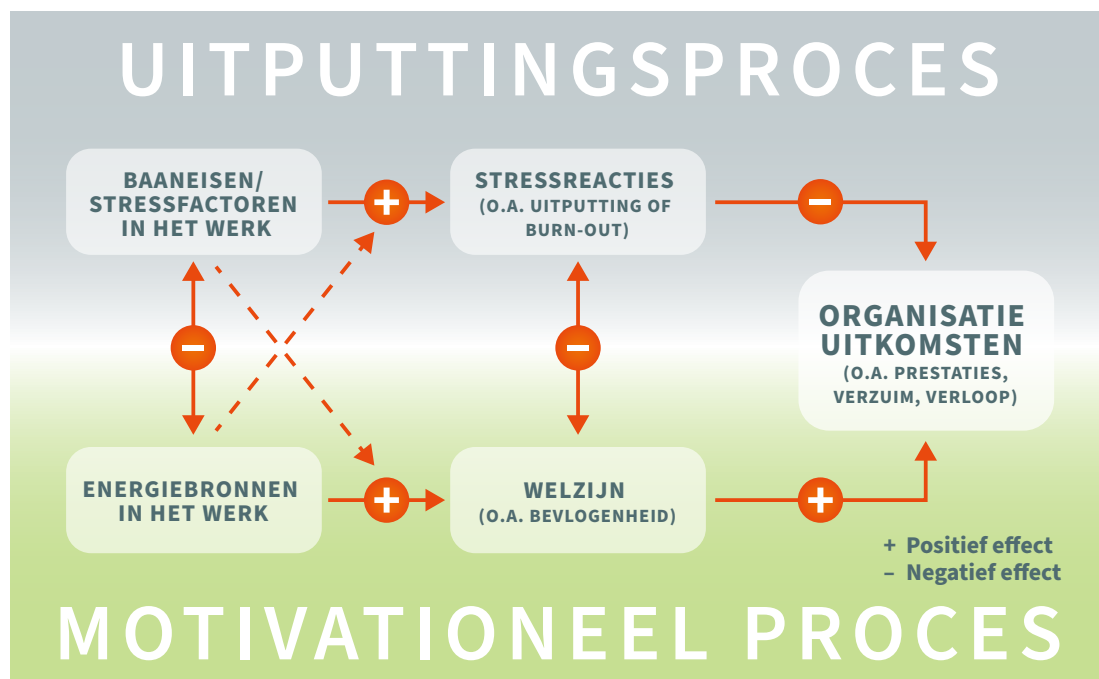 UITPUTTINGSPROCES
BAANEISEN/
STRESSFACTOREN
IN HET WERK
+
STRESSREACTIES
(O.A. UITPUTTING OF
BURN-OUT)
−
−
−
ORGANISATIE
UITKOMSTEN
(O.A. PRESTATIES,
VERZUIM, VERLOOP)
ENERGIEBRONNEN
IN HET WERK
+
WELZIJN
(O.A. BEVLOGENHEID)
+
+ Positief effect
– Negatief effect
MOTIVATIONEEL PROCES